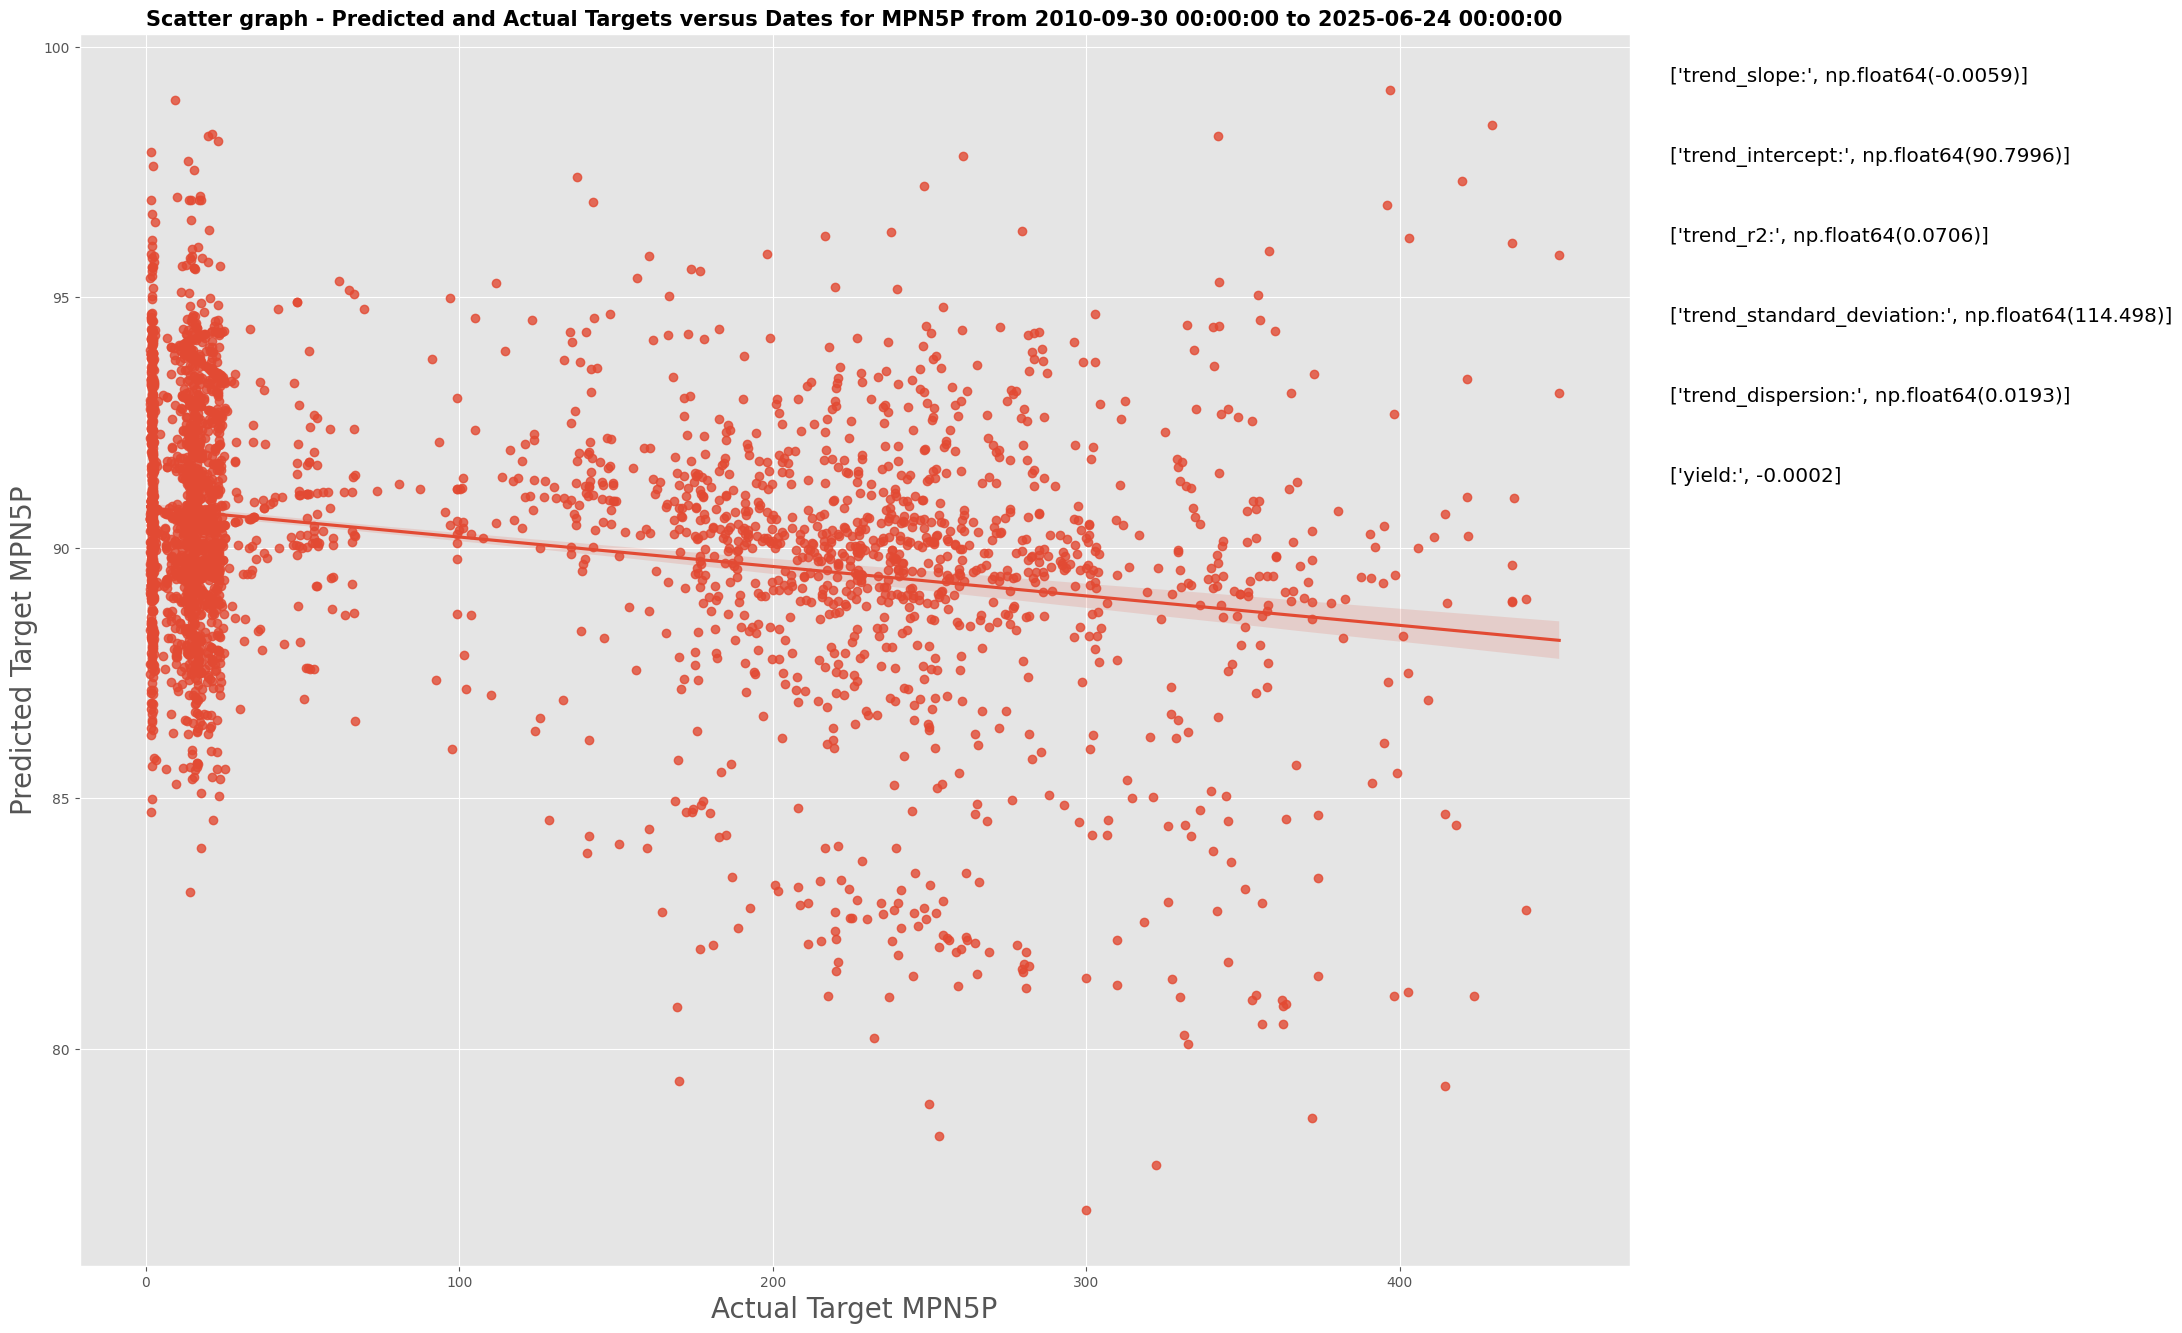 Scatter graph - Predicted and Actual Targets versus Dates for MPN5P from 2010-09-30 00:00:00 to 2025-06-24 00:00:00
['trend_slope:', np.float64(-0.0059)]
['trend_intercept:', np.float64(90.7996)]
['trend_r2:', np.float64(0.0706)]
['trend_standard_deviation:', np.float64(114.498)]
['trend_dispersion:', np.float64(0.0193)]
['yield:', -0.0002]
Predicted Target MPN5P
100
95
90
85
80
0
100
200
300
400
Actual Target MPN5P